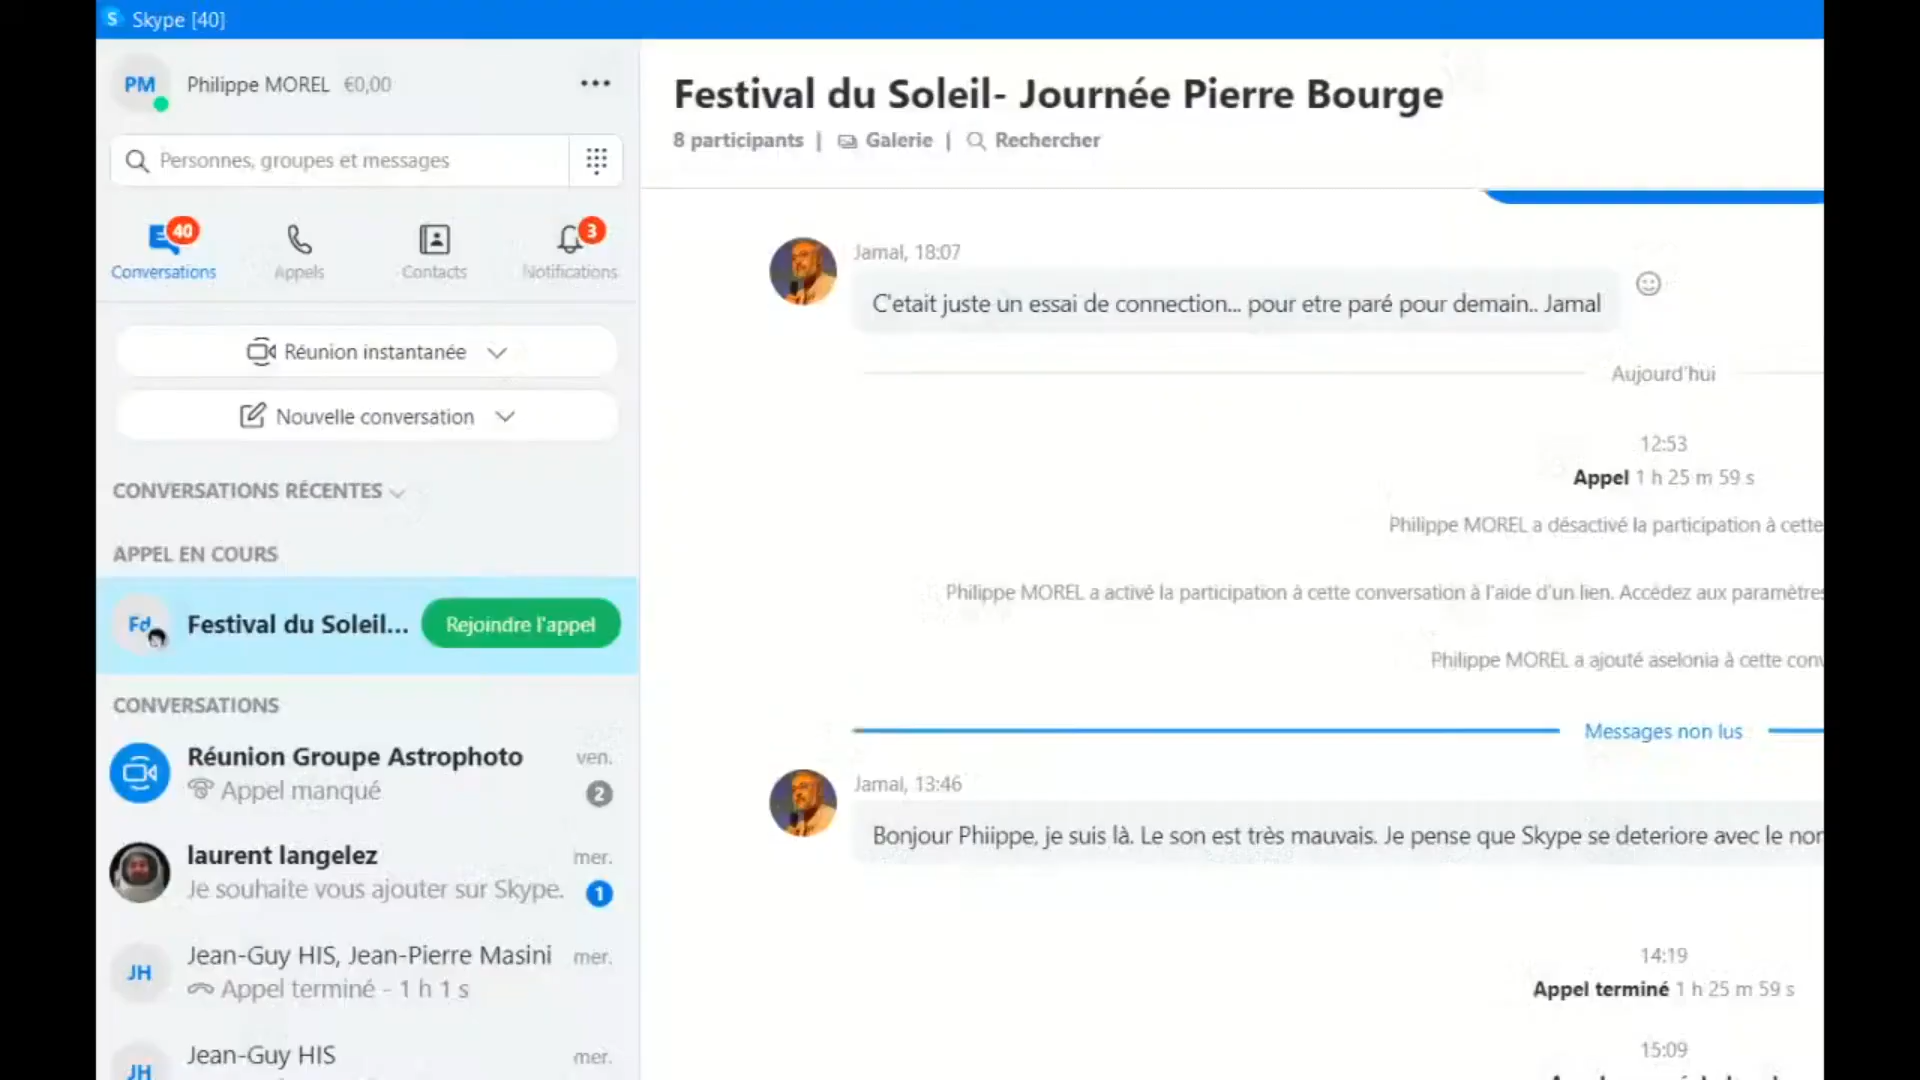 Skype [40]
PM
Philippe MOREL €0,00
Personnes, groupes et messages
40
3
Conversations
Appels
Contacts
Notifications
Réunion instantanée
Nouvelle conversation
CONVERSATIONS RÉCENTES
APPEL EN COURS
Fd
Festival du Soleil...
Rejoindre l'appel
CONVERSATIONS
Réunion Groupe Astrophoto
ven.
Appel manqué
2
laurent langelez
mer.
Je souhaite vous ajouter sur Skype.
1
JH
Jean-Guy HIS, Jean-Pierre Masini
mer.
Appel terminé - 1 h 1 s
JH
Jean-Guy HIS
mer.
Festival du Soleil- Journée Pierre Bourge
8 participants | Galerie | Rechercher
Jamal, 18:07
C'etait juste un essai de connection... pour etre paré pour demain.. Jamal
Aujourd'hui
12:53
Appel 1 h 25 m 59 s
Philippe MOREL a désactivé la participation à cette
Philippe MOREL a activé la participation à cette conversation à l'aide d'un lien. Accédez aux paramètres
Philippe MOREL a ajouté aselonia à cette conv
Messages non lus
Jamal, 13:46
Bonjour Phiippe, je suis là. Le son est très mauvais. Je pense que Skype se deteriore avec le nor
14:19
Appel terminé 1 h 25 m 59 s
15:09